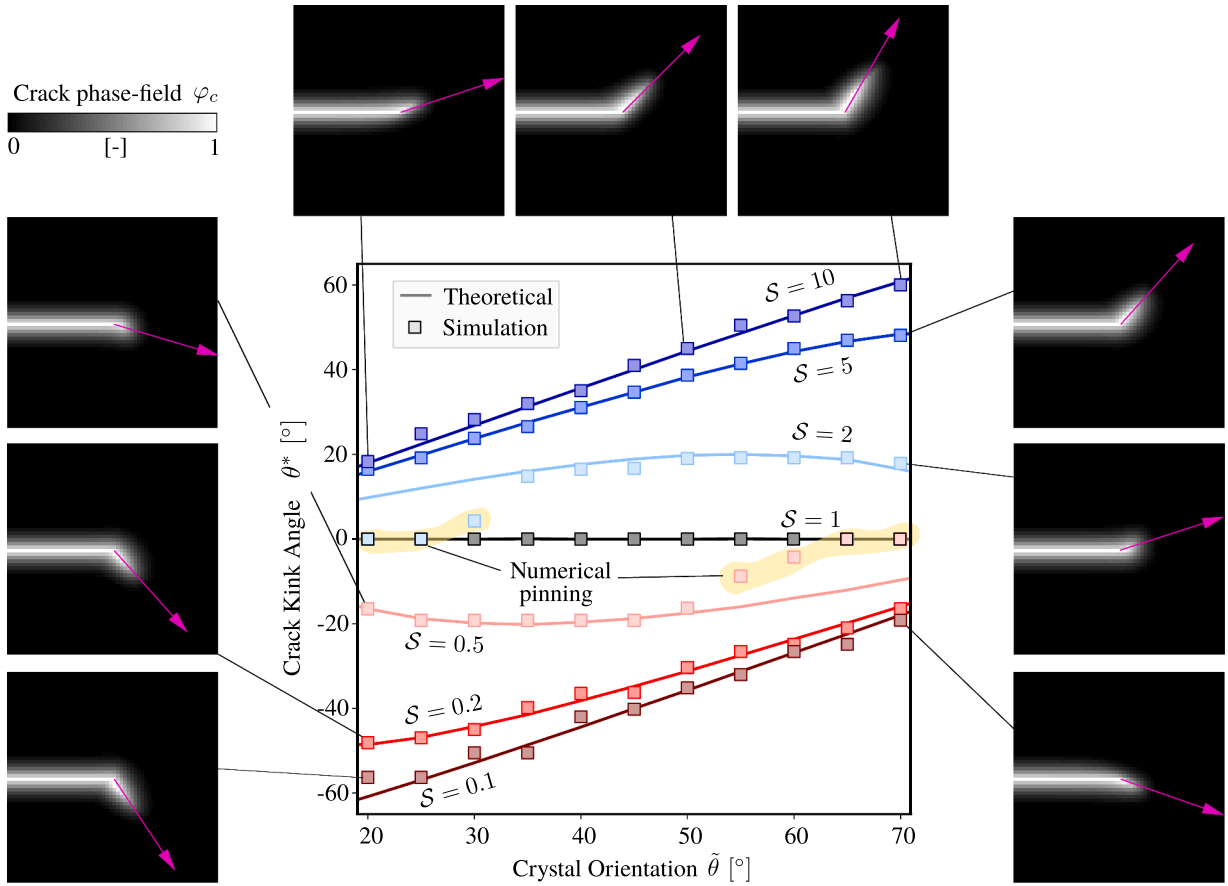 Crack phase-field φ_c
0 [-] 1
Theoretical
Simulation
S = 10
S = 5
S = 2
S = 1
Numerical
pinning
S = 0.5
S = 0.2
S = 0.1
60
40
20
0
-20
-40
-60
Crack Kink Angle θ* [°]
20 30 40 50 60 70
Crystal Orientation θ̃ [°]